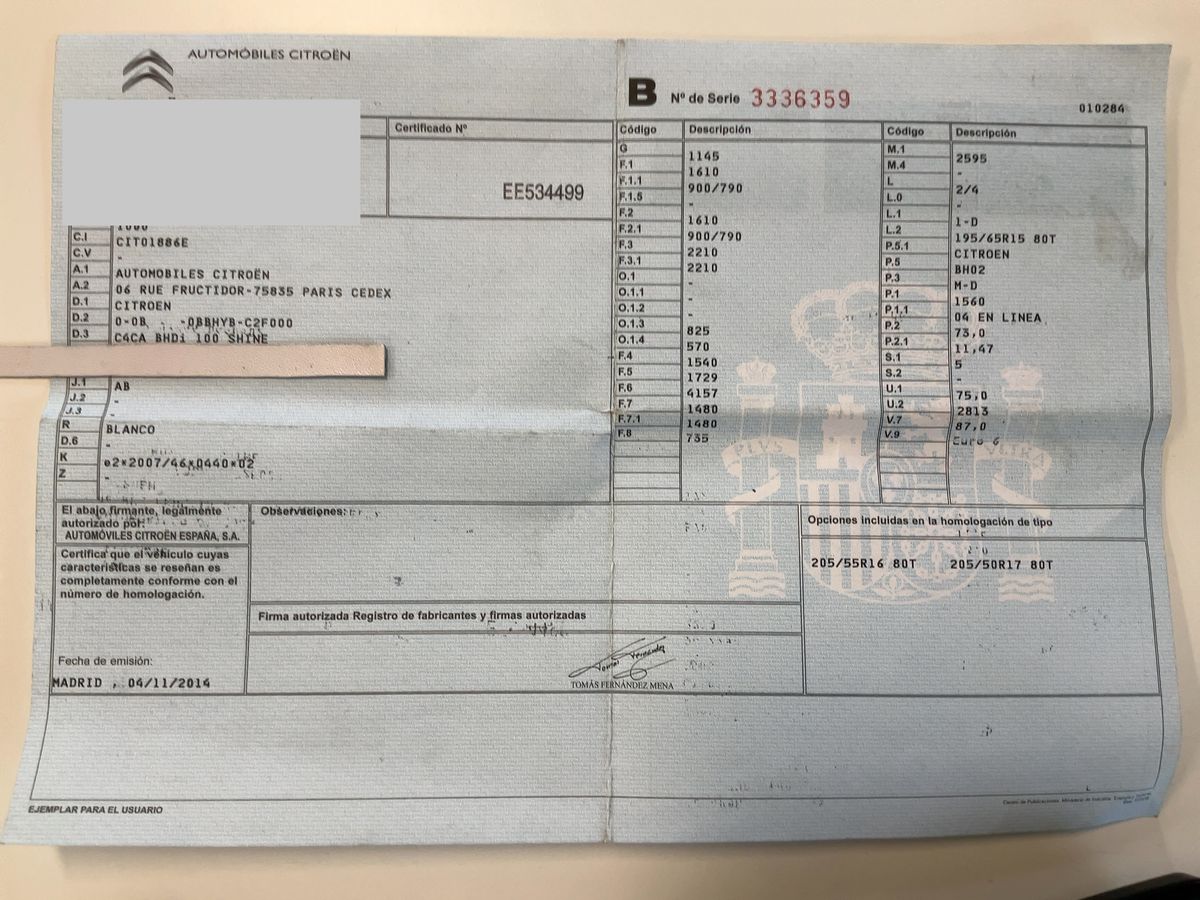 AUTOMÓBILES CITROËN
B Nº de Serie 3336359
010284
Certificado Nº
EE534499
C.I CIT01886E
C.V -
A.1 AUTOMOBILES CITROËN
A.2 06 RUE FRUCTIDOR-75835 PARIS CEDEX
D.1 CITROEN
D.2 0-0B -0BBHYB-C2F000
D.3 C4CA BHDi 100 SHINE
J.1 AB
J.2 -
J.3 -
R BLANCO
D.6 -
K e2*2007/46*0440*02
Z -
Código Descripción
G 1145
F.1 1610
F.1.1 900/790
F.1.5 -
F.2 1610
F.2.1 900/790
F.3 2210
F.3.1 2210
O.1 -
O.1.1
O.1.2 -
O.1.3 825
O.1.4 570
F.4 1540
F.5 1729
F.6 4157
F.7 1480
F.7.1 1480
F.8 735
Código Descripción
M.1 2595
M.4 -
L 2/4
L.0 -
L.1 1-D
L.2 195/65R15 80T
P.5.1 CITROEN
P.5 BH02
P.3 M-D
P.1 1560
P.1.1 04 EN LINEA
P.2 73,0
P.2.1 11,47
S.1 5
S.2 -
U.1 75,0
U.2 2813
V.7 87,0
V.9 Euro 6
PLVS VLTRA
El abajo firmante, legalmente
autorizado por:
AUTOMÓVILES CITROËN ESPAÑA, S.A.
Certifica que el vehículo cuyas
características se reseñan es
completamente conforme con el
número de homologación.
Fecha de emisión:
MADRID , 04/11/2014
Observaciones:
Firma autorizada Registro de fabricantes y firmas autorizadas
Tomas Fernández
TOMÁS FERNÁNDEZ MENA
Opciones incluidas en la homologación de tipo
205/55R16 80T 205/50R17 80T
EJEMPLAR PARA EL USUARIO